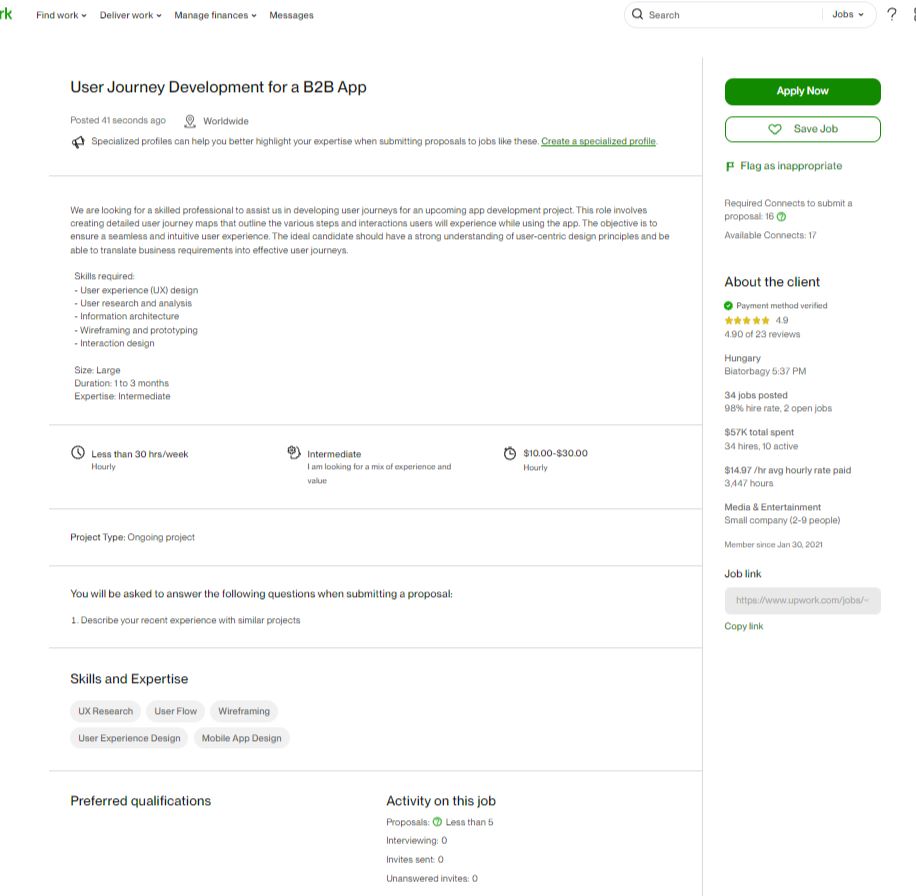 rk
Find work
Deliver work
Manage finances
Messages
Search
Jobs
?
User Journey Development for a B2B App
Posted 41 seconds ago
Worldwide
Specialized profiles can help you better highlight your expertise when submitting proposals to jobs like these. Create a specialized profile.
We are looking for a skilled professional to assist us in developing user journeys for an upcoming app development project. This role involves
creating detailed user journey maps that outline the various steps and interactions users will experience while using the app. The objective is to
ensure a seamless and intuitive user experience. The ideal candidate should have a strong understanding of user-centric design principles and be
able to translate business requirements into effective user journeys.
Skills required:
- User experience (UX) design
- User research and analysis
- Information architecture
- Wireframing and prototyping
- Interaction design
Size: Large
Duration: 1 to 3 months
Expertise: Intermediate
Less than 30 hrs/week
Hourly
Intermediate
I am looking for a mix of experience and
value
$10.00-$30.00
Hourly
Project Type: Ongoing project
You will be asked to answer the following questions when submitting a proposal:
1. Describe your recent experience with similar projects
Skills and Expertise
UX Research
User Flow
Wireframing
User Experience Design
Mobile App Design
Preferred qualifications
Activity on this job
Proposals: ? Less than 5
Interviewing: 0
Invites sent: 0
Unanswered invites: 0
Apply Now
Save Job
Flag as inappropriate
Required Connects to submit a
proposal: 16 ?
Available Connects: 17
About the client
Payment method verified
4.9
4.90 of 23 reviews
Hungary
Biatorbagy 5:37 PM
34 jobs posted
98% hire rate, 2 open jobs
$57K total spent
34 hires, 10 active
$14.97 /hr avg hourly rate paid
3,447 hours
Media & Entertainment
Small company (2-9 people)
Member since Jan 30, 2021
Job link
https://www.upwork.com/jobs/~
Copy link